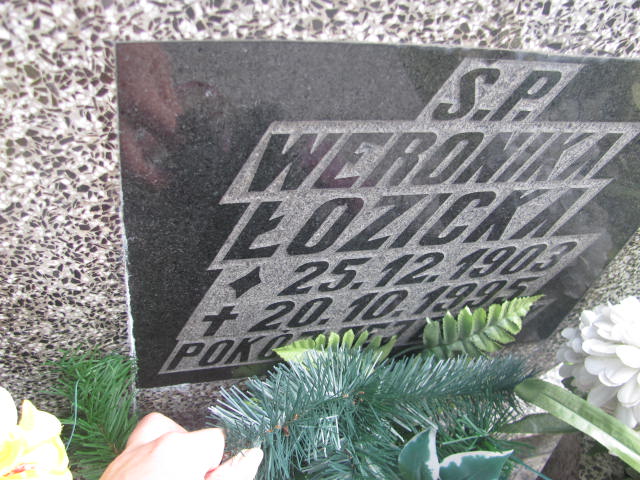 Ś.P.
WERONIKA
ŁOZICKA
25.12.1903
20.10.1995